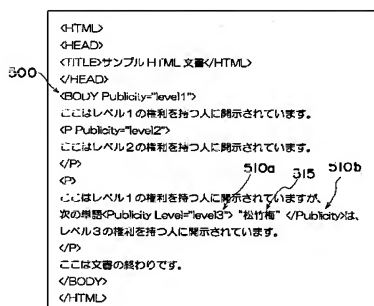 <HTML>
<HEAD>
<TITLE>サンプルHTML文書</HTML>
</HEAD>
500
<BODY Publicity="level1">
ここはレベル1の権利を持つ人に開示されています。
<P Publicity="level2">
ここはレベル2の権利を持つ人に開示されています。
</P>
<P>
510a 515 510b
ここはレベル1の権利を持つ人に開示されていますが、
次の単語<Publicity Level="level3"> "松竹梅" </Publicity>は、
レベル3の権利を持つ人に開示されています。
</P>
ここは文書の終わりです。
</BODY>
</HTML>